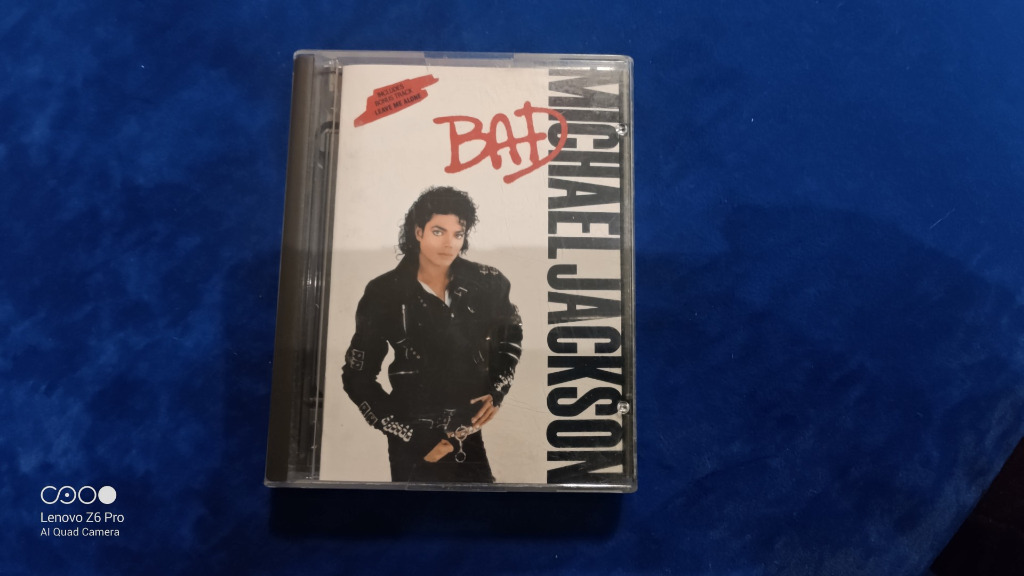 INCLUDES
BONUS TRACK
LEAVE ME ALONE
BAD
MICHAEL JACKSON
Lenovo Z6 Pro
AI Quad Camera